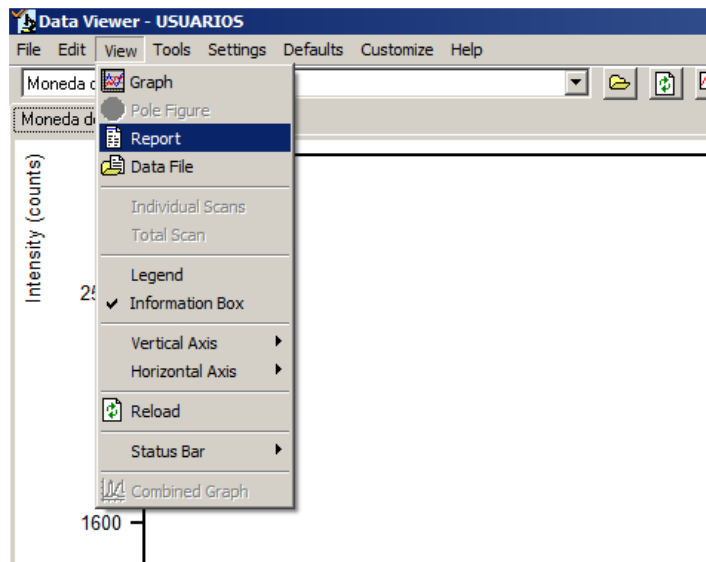 Data Viewer - USUARIOS
File Edit View Tools Settings Defaults Customize Help
Moneda
Graph
Moneda
Pole Figure
Report
Data File
Individual Scans
Total Scan
Legend
Information Box
Vertical Axis
Horizontal Axis
Reload
Status Bar
Combined Graph
Intensity (counts)
1600